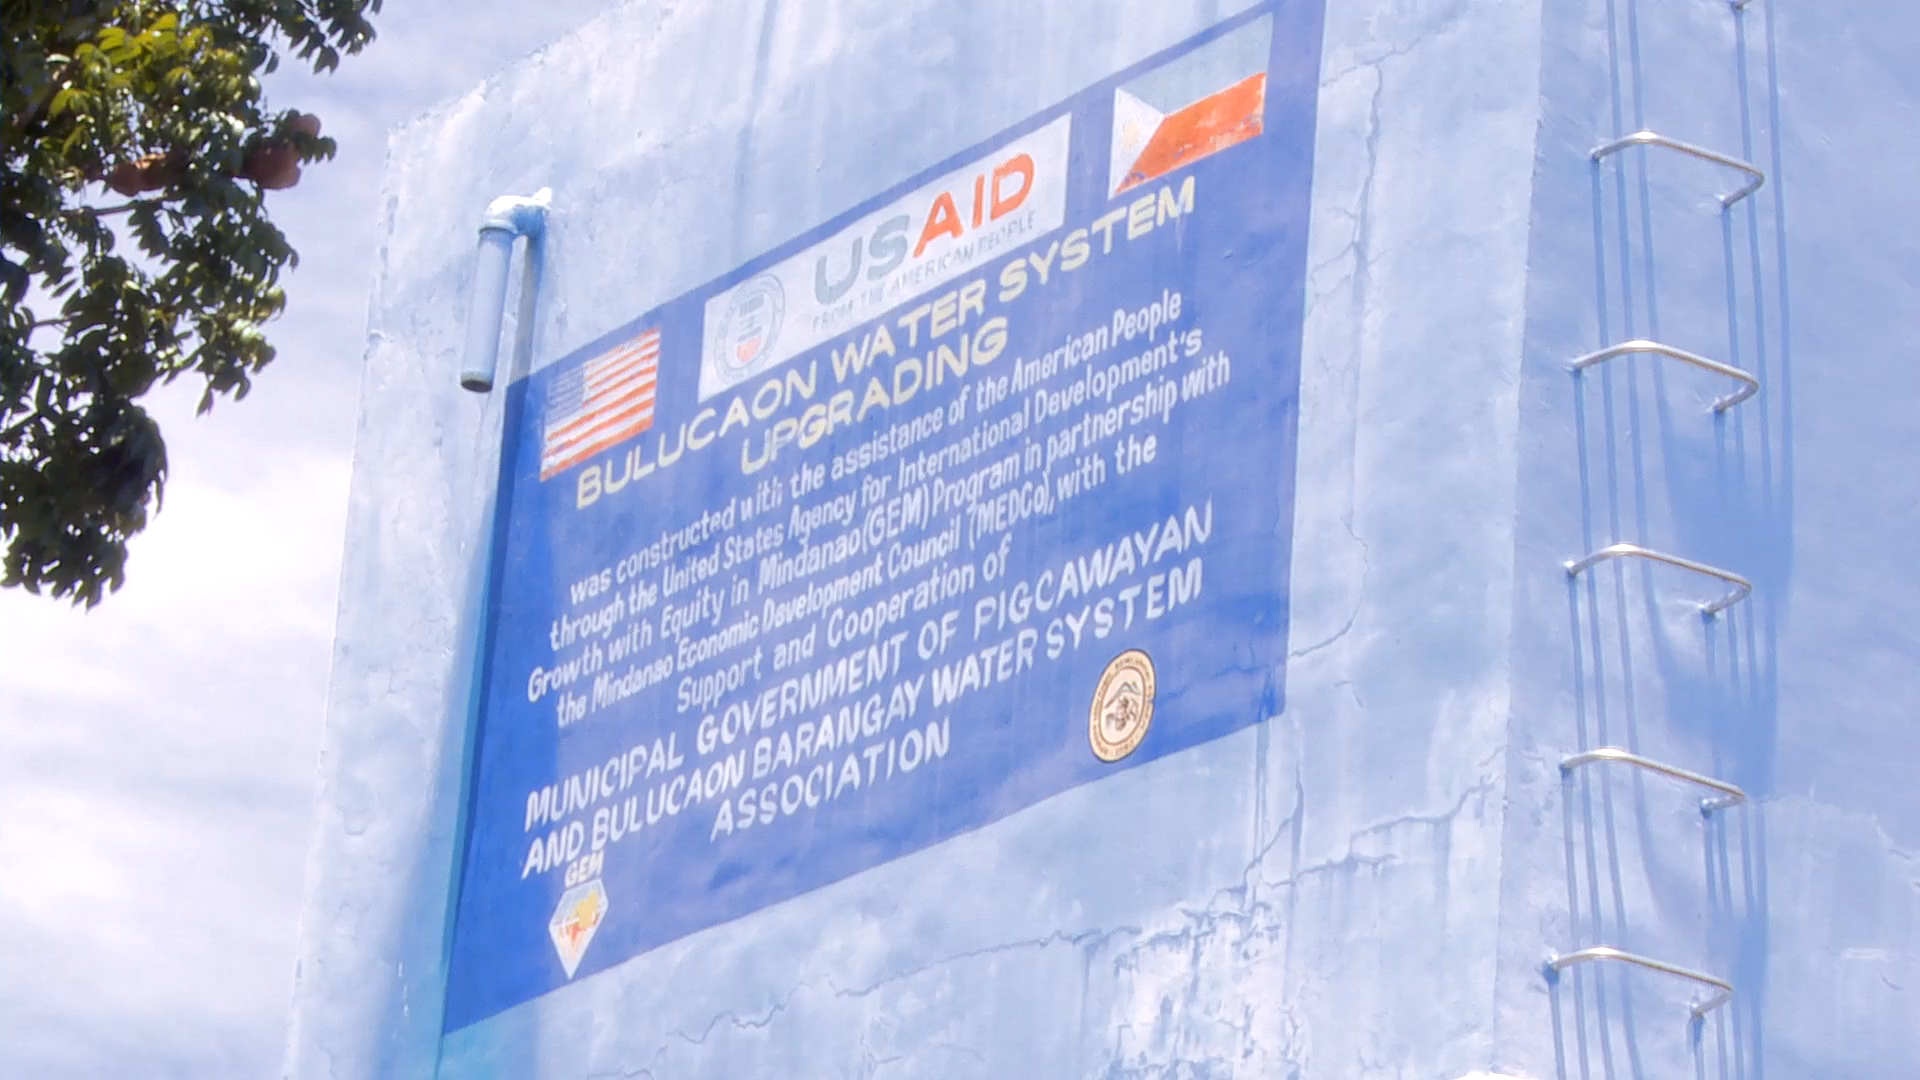 USAID
FROM THE AMERICAN PEOPLE
BULUCAON WATER SYSTEM
UPGRADING
was constructed with the assistance of the American People
through the United States Agency for International Development's
Growth with Equity in Mindanao (GEM) Program in partnership with
the Mindanao Economic Development Council (MEDCo), with the
Support and Cooperation of
MUNICIPAL GOVERNMENT OF PIGCAWAYAN
AND BULUCAON BARANGAY WATER SYSTEM
ASSOCIATION
GEM